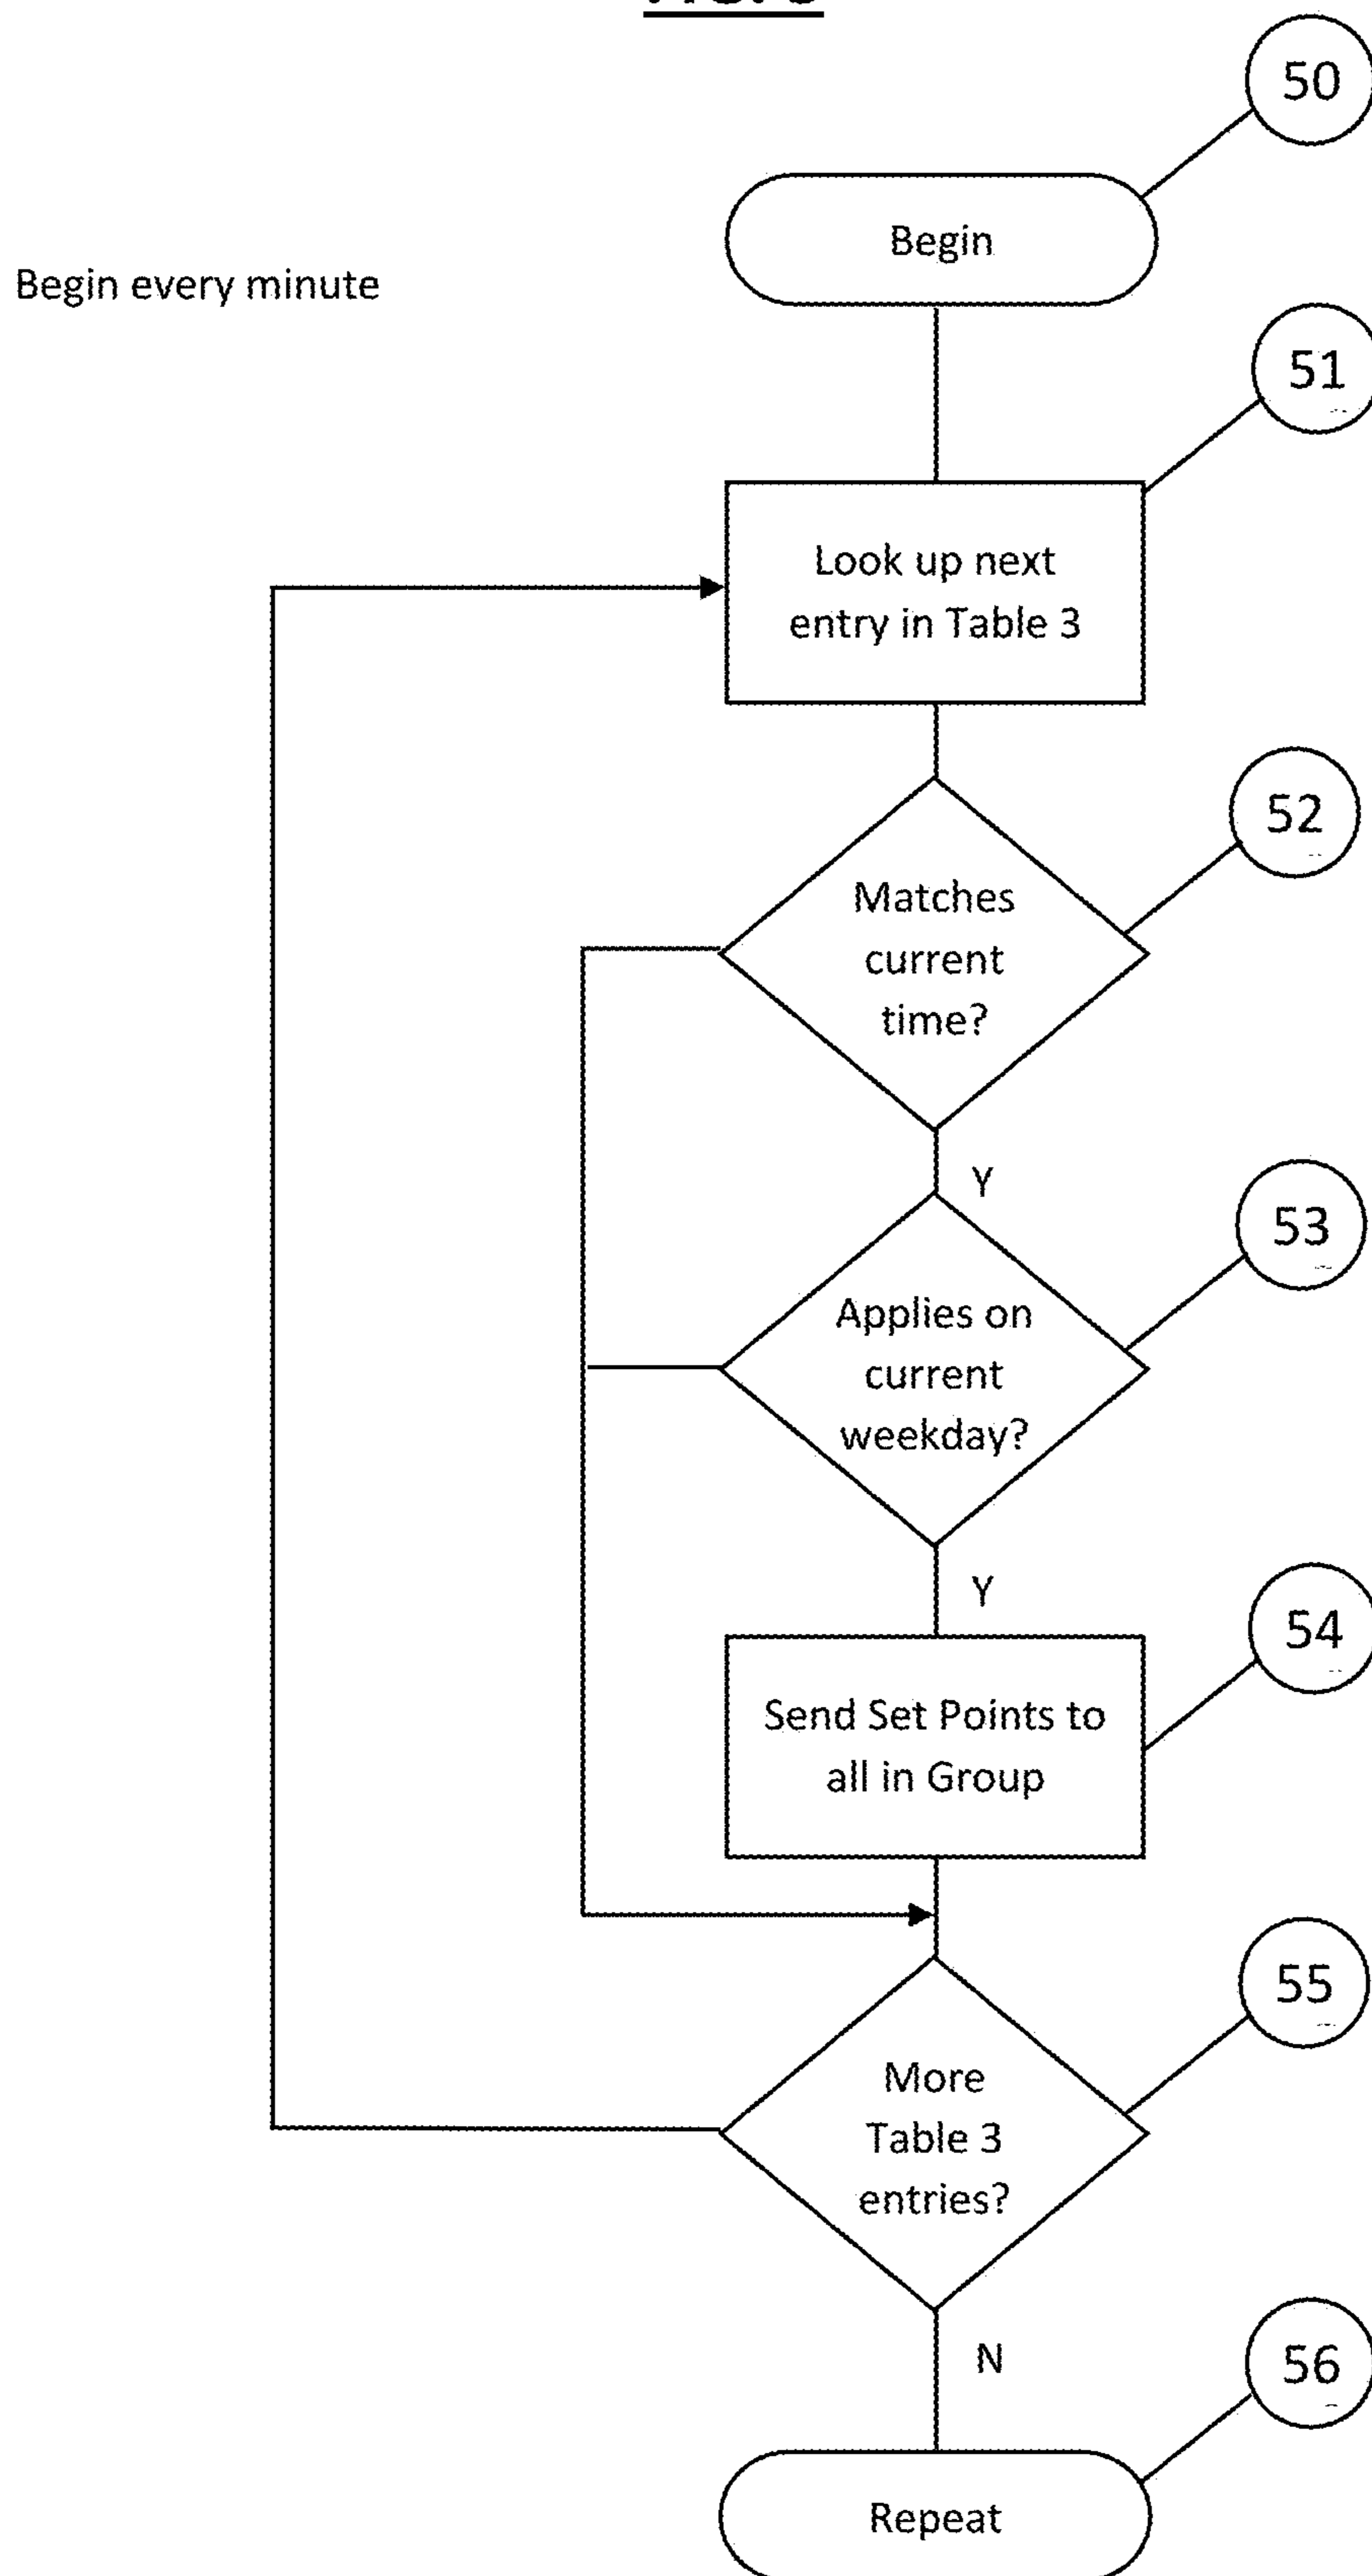 50
Begin
Begin every minute
51
Look up next
entry in Table 3
52
Matches
current
time?
Y
53
Applies on
current
weekday?
Y
54
Send Set Points to
all in Group
55
More
Table 3
entries?
N
56
Repeat